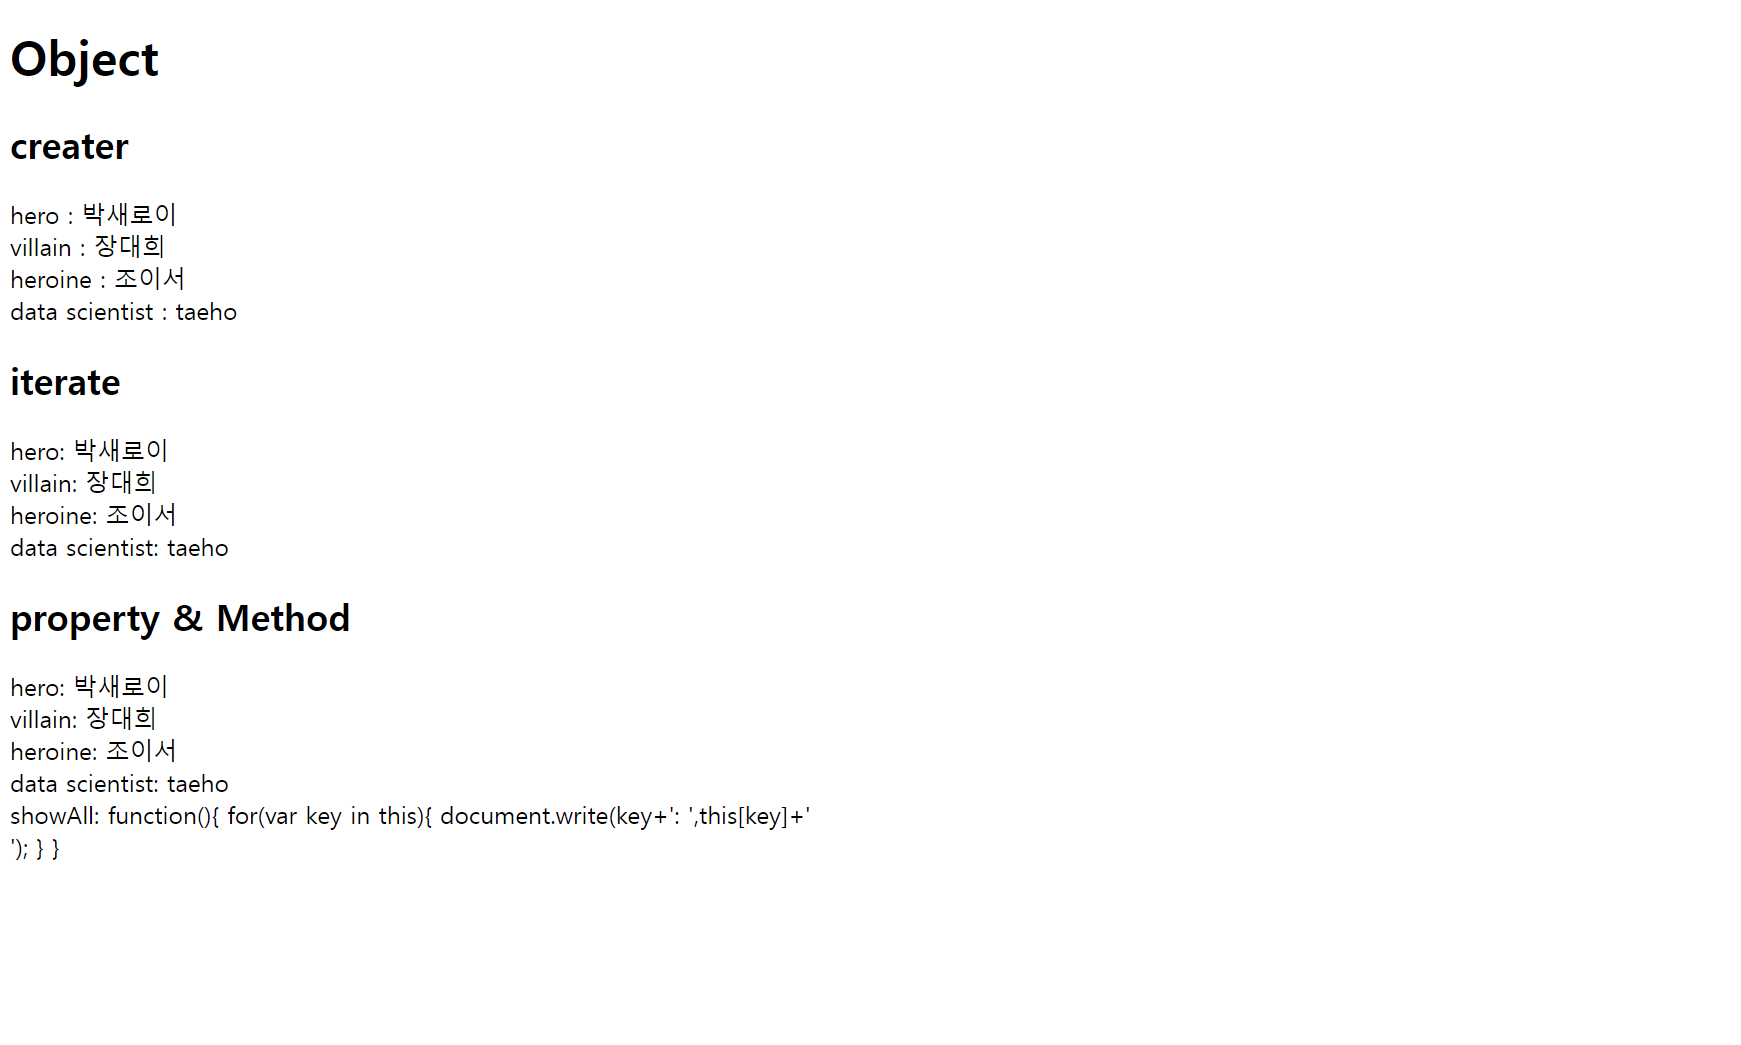 Object
creater
hero : 박새로이
villain : 장대희
heroine : 조이서
data scientist : taeho
iterate
hero: 박새로이
villain: 장대희
heroine: 조이서
data scientist: taeho
property & Method
hero: 박새로이
villain: 장대희
heroine: 조이서
data scientist: taeho
showAll: function(){ for(var key in this){ document.write(key+': ',this[key]+'
'); } }